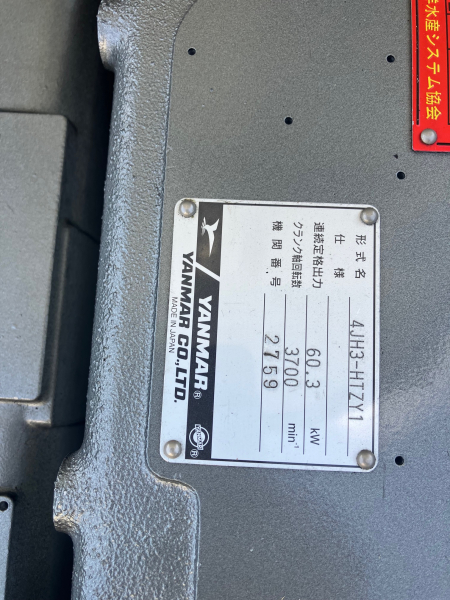 形式名 4JH3-HTZY1
仕様
連続定格出力 60.3 kW
クランク軸回転数 3700 min⁻¹
機関番号 2759
YANMAR®
YANMAR CO.,LTD.
MADE IN JAPAN
水産システム協会